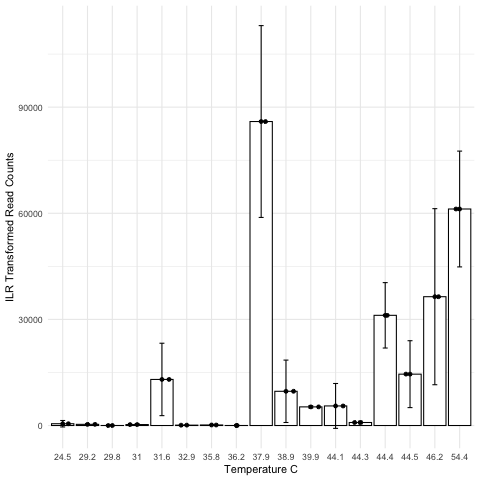 ILR Transformed Read Counts
90000
60000
30000
0
24.5 29.2 29.8 31 31.6 32.9 35.8 36.2 37.9 38.9 39.9 44.1 44.3 44.4 44.5 46.2 54.4
Temperature C